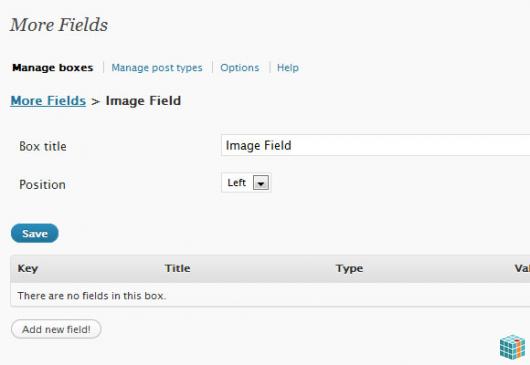 More Fields
Manage boxes Manage post types Options Help
More Fields > Image Field
Box title Image Field
Position Left
Save
Key Title Type Val
There are no fields in this box.
Add new field!